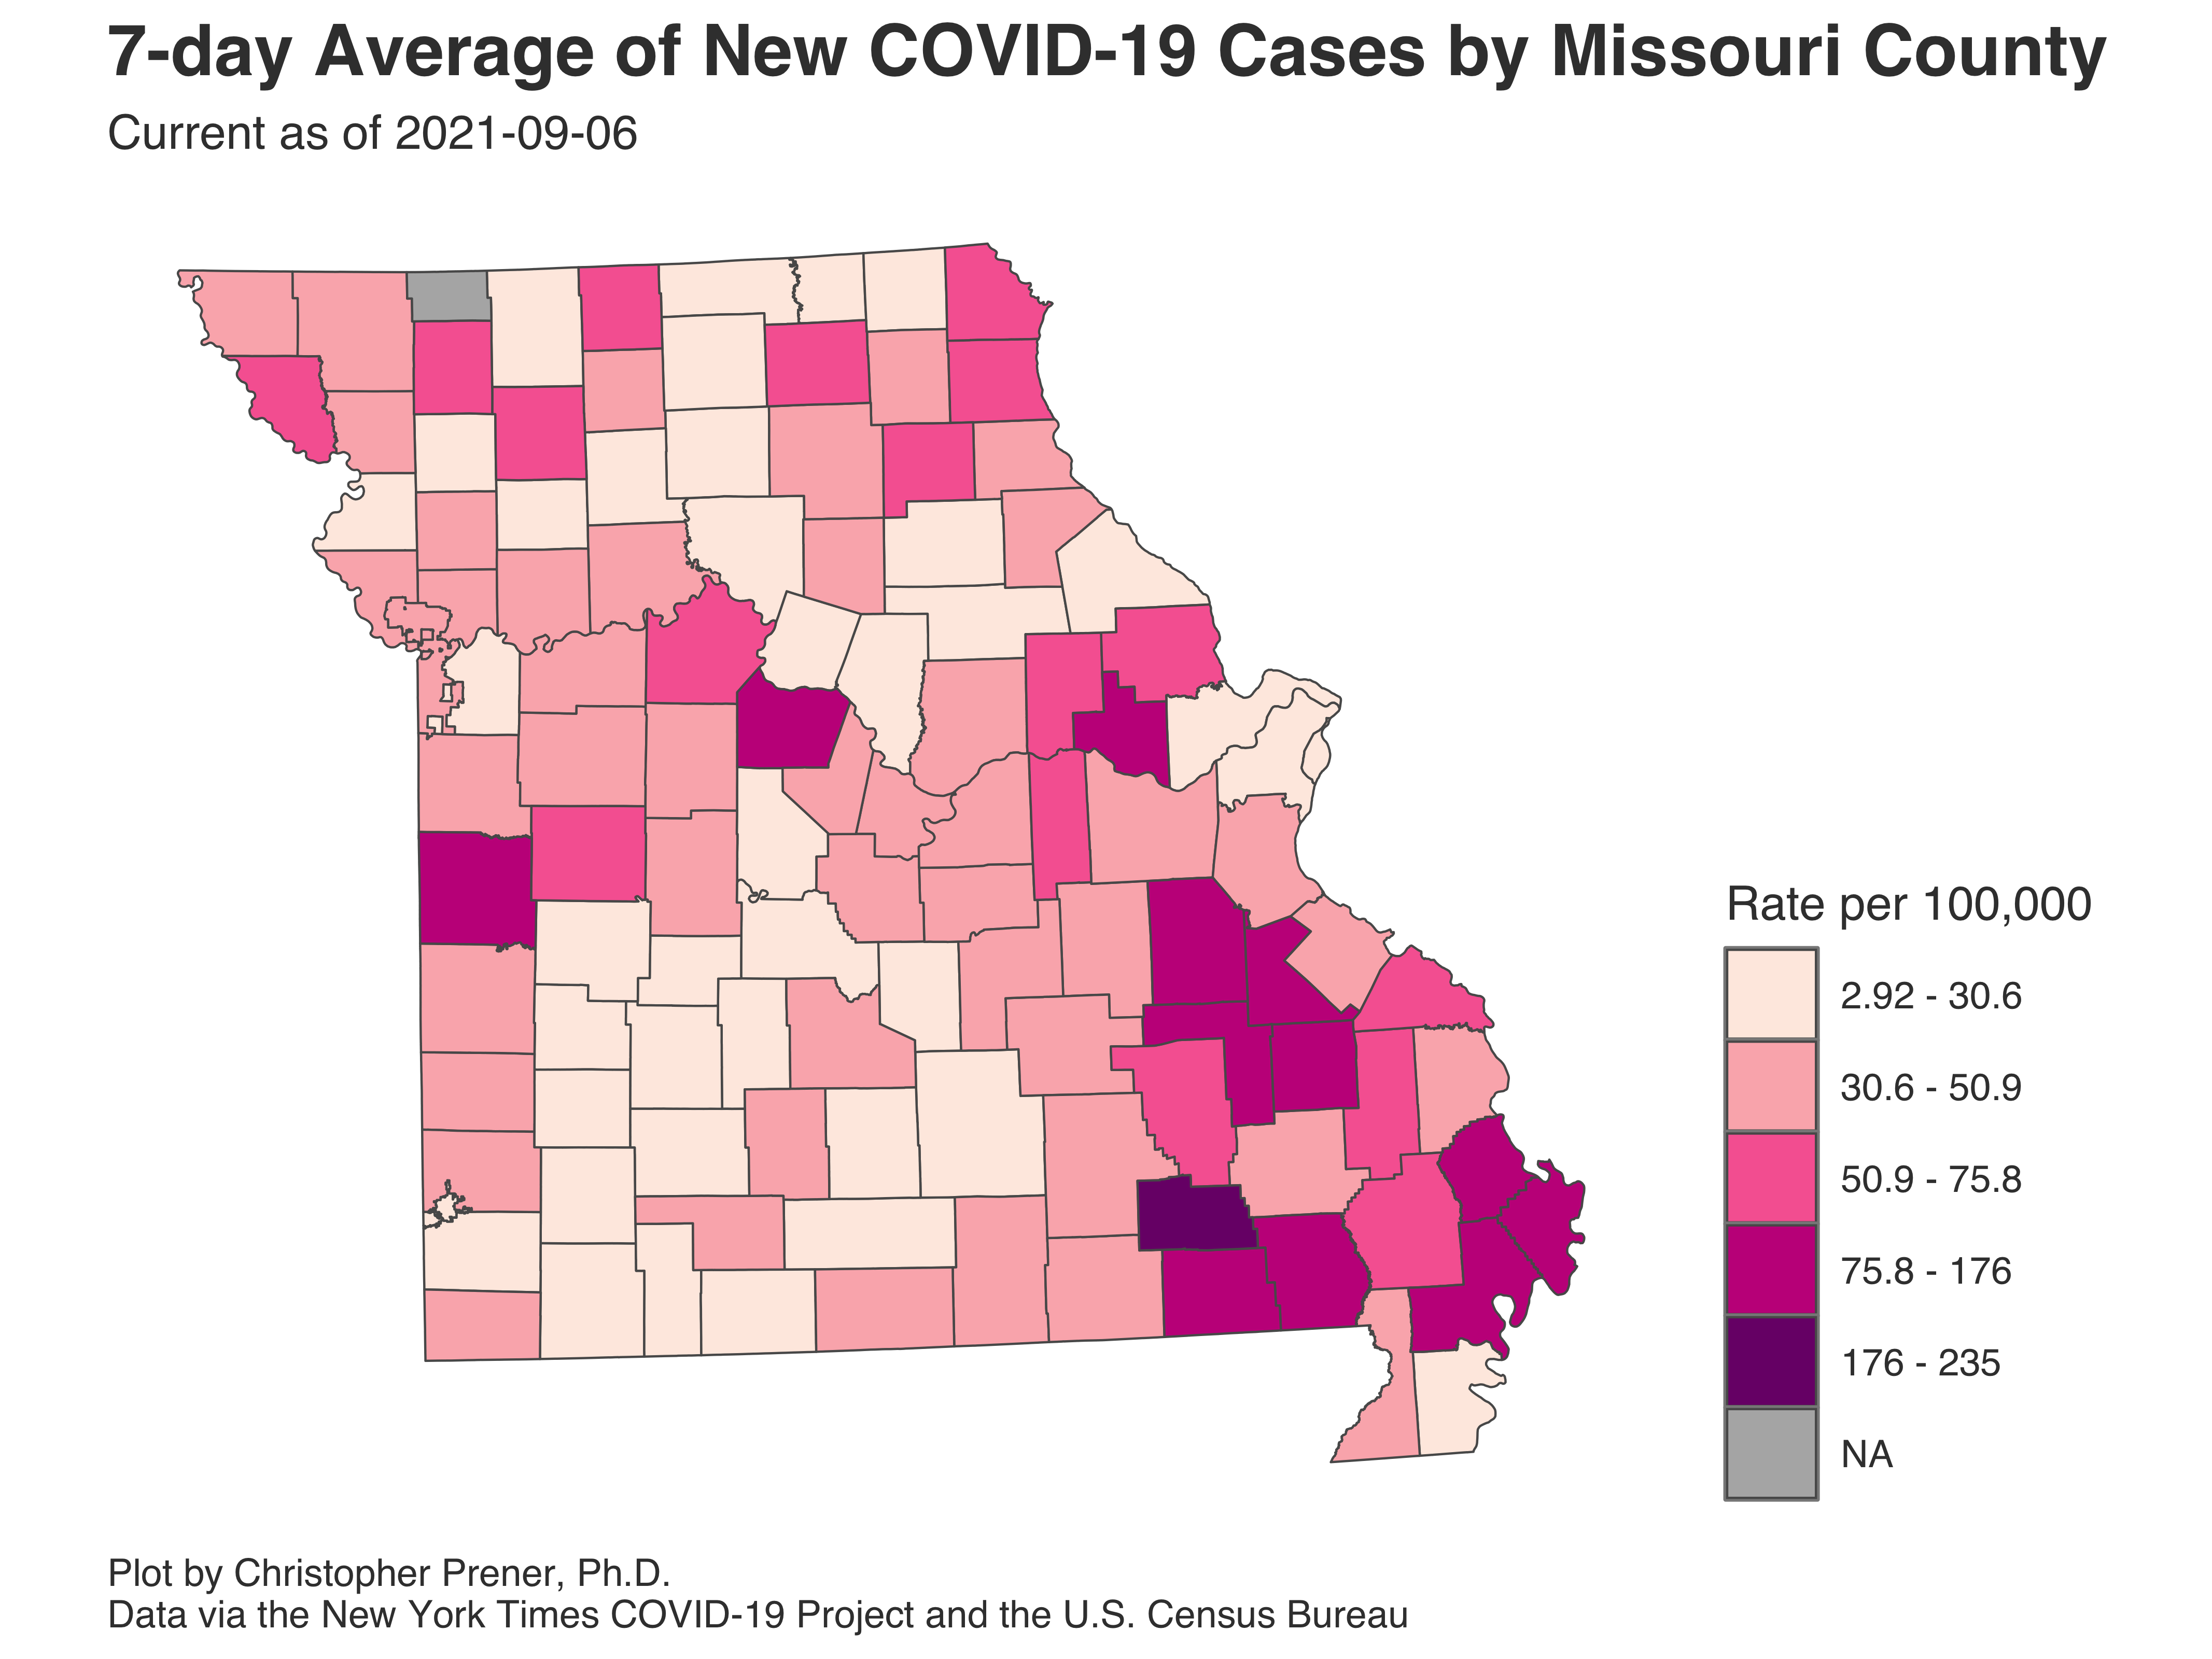 7-day Average of New COVID-19 Cases by Missouri County
Current as of 2021-09-06
Rate per 100,000
2.92 - 30.6
30.6 - 50.9
50.9 - 75.8
75.8 - 176
176 - 235
NA
Plot by Christopher Prener, Ph.D.
Data via the New York Times COVID-19 Project and the U.S. Census Bureau